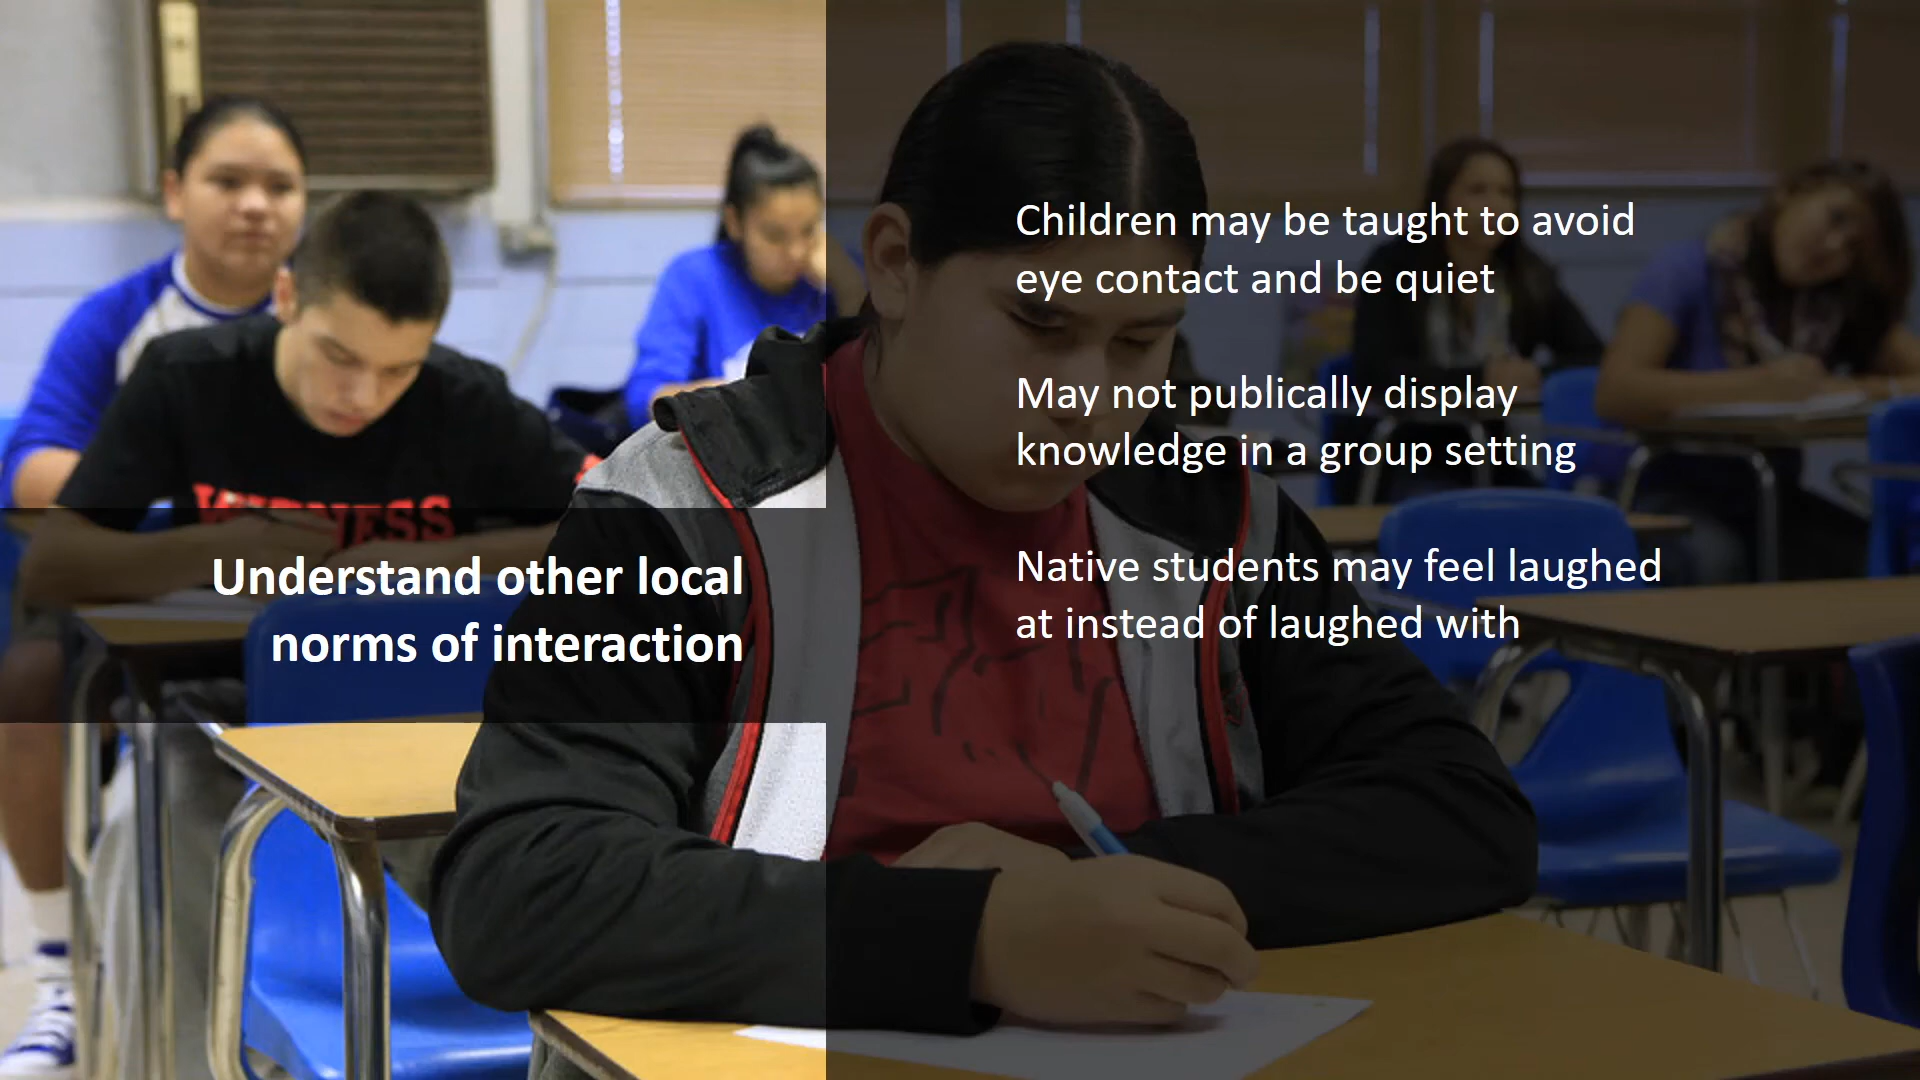 Understand other local
norms of interaction
Children may be taught to avoid
eye contact and be quiet
May not publically display
knowledge in a group setting
Native students may feel laughed
at instead of laughed with